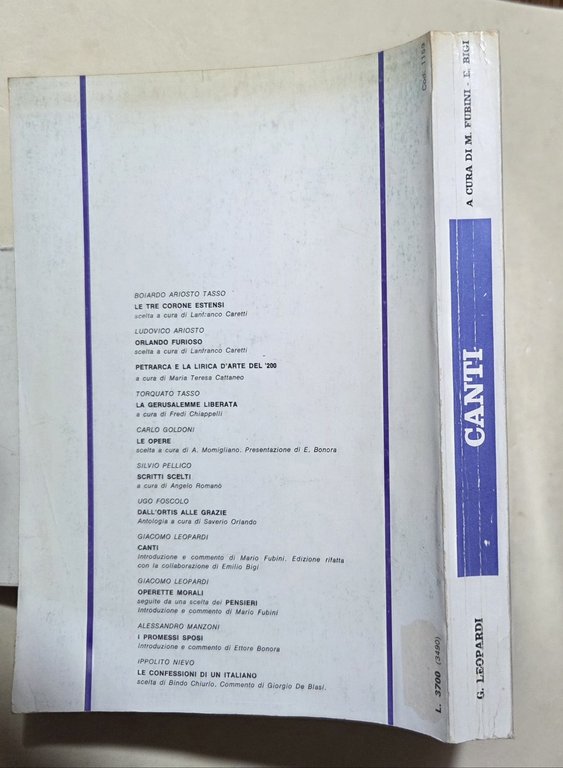 BOIARDO ARIOSTO TASSO
LE TRE CORONE ESTENSI
scelta a cura di Lanfranco Caretti
LUDOVICO ARIOSTO
ORLANDO FURIOSO
scelta a cura di Lanfranco Caretti
PETRARCA E LA LIRICA D'ARTE DEL '200
a cura di Maria Teresa Cattaneo
TORQUATO TASSO
LA GERUSALEMME LIBERATA
a cura di Fredi Chiappelli
CARLO GOLDONI
LE OPERE
scelta a cura di A. Momigliano. Presentazione di E. Bonora
SILVIO PELLICO
SCRITTI SCELTI
a cura di Angelo Romanò
UGO FOSCOLO
DALL'ORTIS ALLE GRAZIE
Antologia a cura di Saverio Orlando
GIACOMO LEOPARDI
CANTI
Introduzione e commento di Mario Fubini. Edizione rifatta
con la collaborazione di Emilio Bigi
GIACOMO LEOPARDI
OPERETTE MORALI
seguite da una scelta dei PENSIERI
Introduzione e commento di Mario Fubini
ALESSANDRO MANZONI
I PROMESSI SPOSI
Introduzione e commento di Ettore Bonora
IPPOLITO NIEVO
LE CONFESSIONI DI UN ITALIANO
scelta di Bindo Chiurlo. Commento di Giorgio De Blasi.
Cod. 1159
L. 3700 (3490)
G. LEOPARDI
CANTI
A CURA DI M. FUBINI - E. BIGI